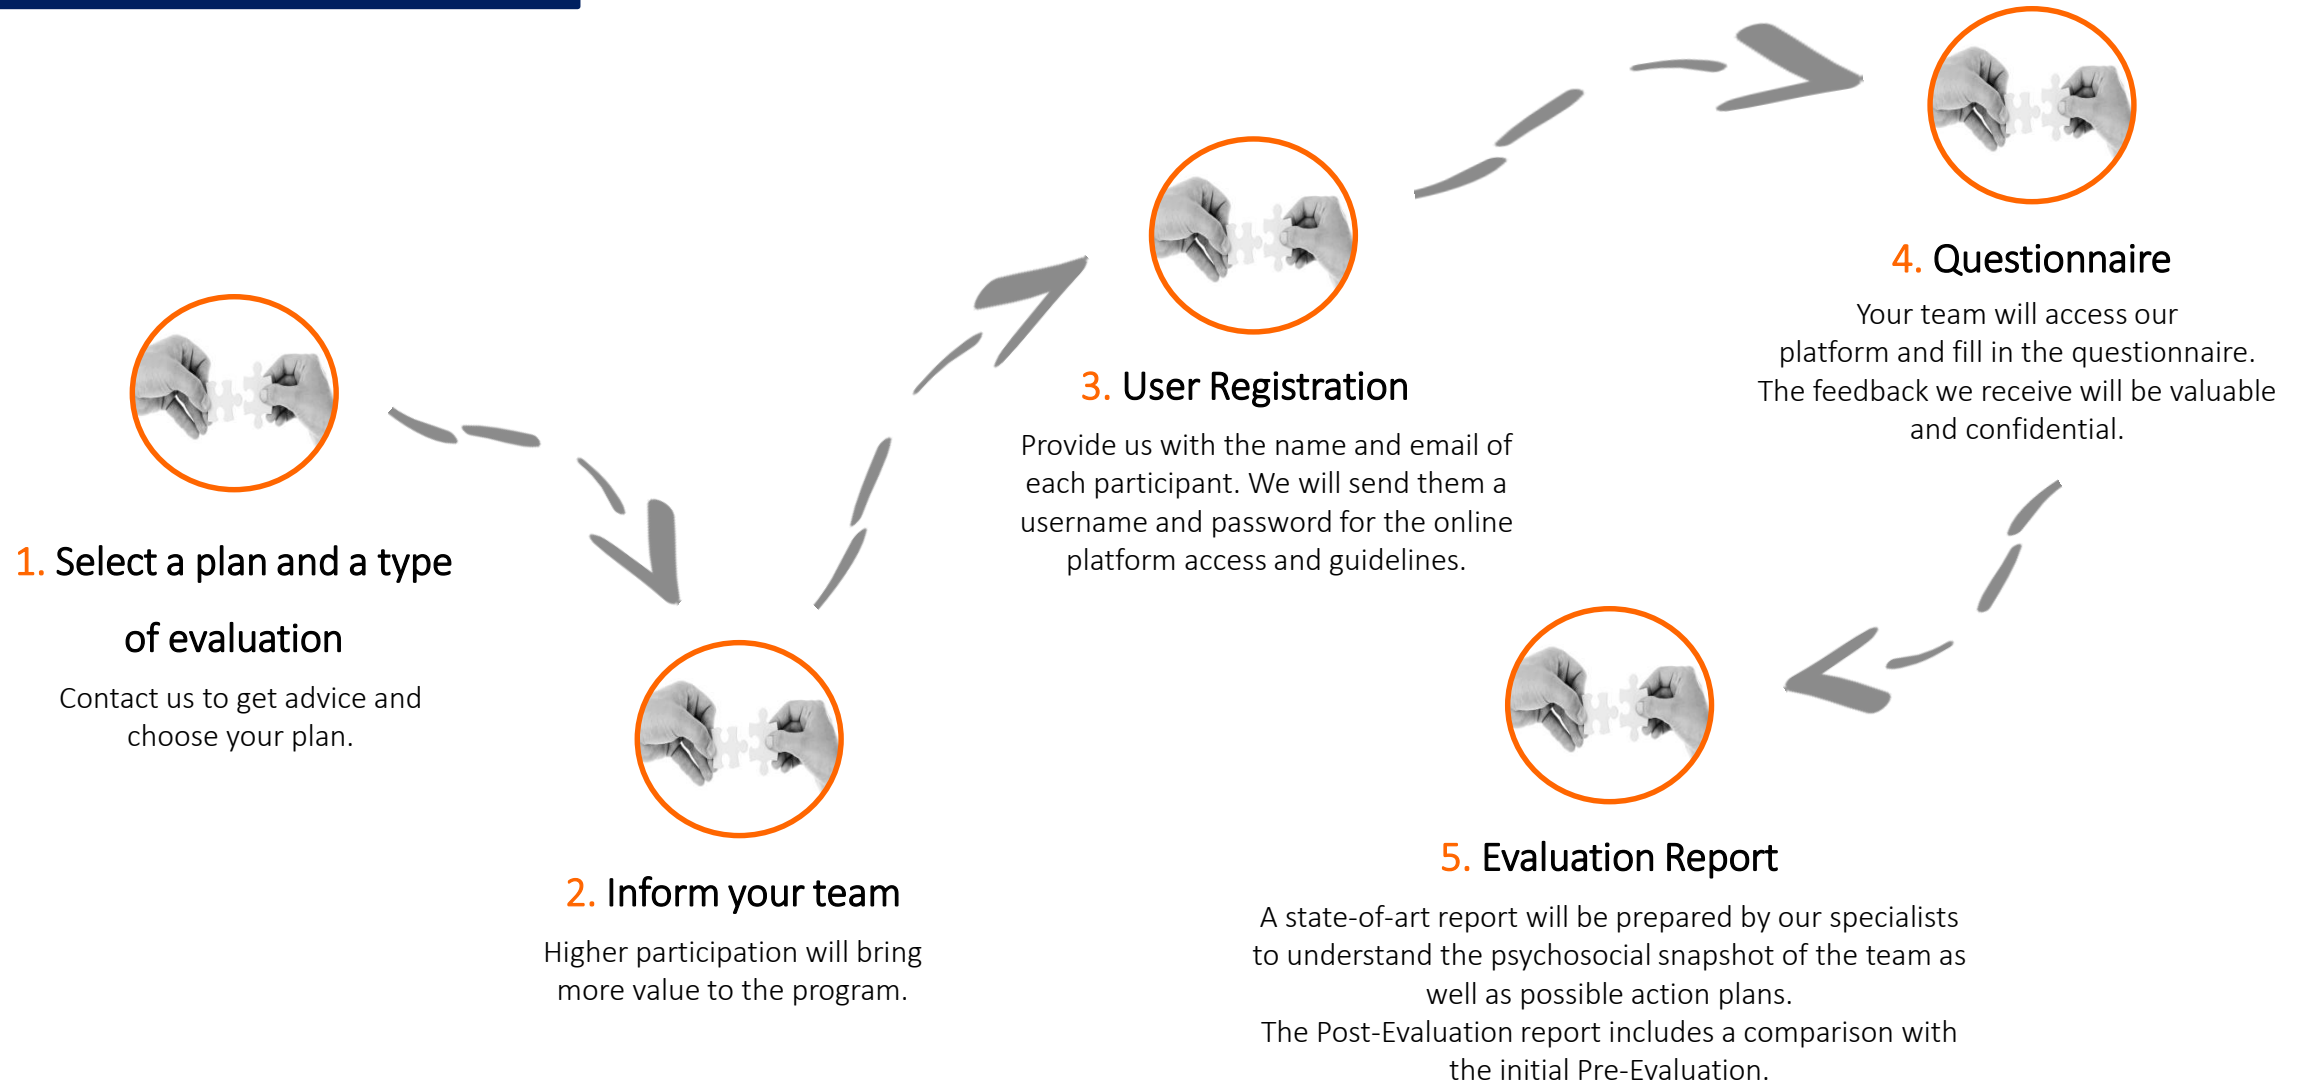 1. Select a plan and a type
of evaluation
Contact us to get advice and
choose your plan.
2. Inform your team
Higher participation will bring
more value to the program.
3. User Registration
Provide us with the name and email of
each participant. We will send them a
username and password for the online
platform access and guidelines.
4. Questionnaire
Your team will access our
platform and fill in the questionnaire.
The feedback we receive will be valuable
and confidential.
5. Evaluation Report
A state-of-art report will be prepared by our specialists
to understand the psychosocial snapshot of the team as
well as possible action plans.
The Post-Evaluation report includes a comparison with
the initial Pre-Evaluation.